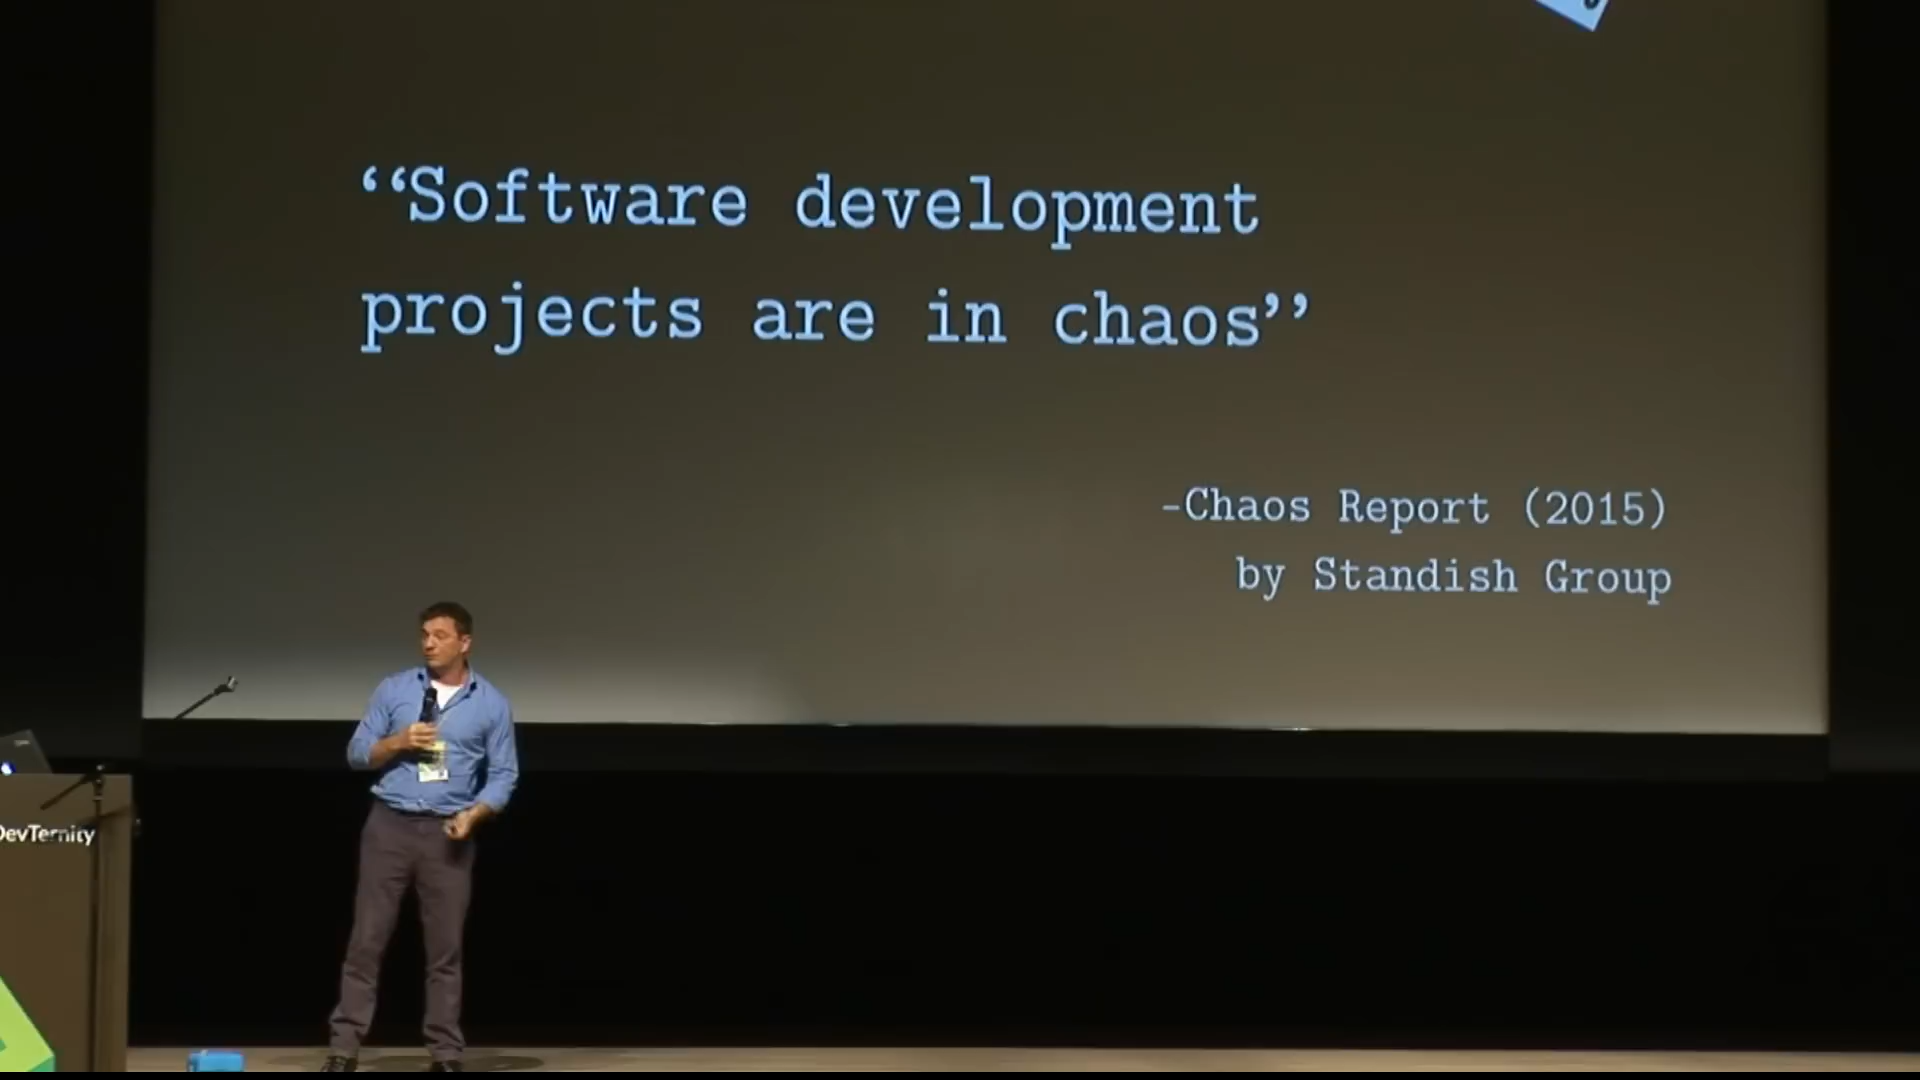 “Software development
projects are in chaos”
-Chaos Report (2015)
by Standish Group
DevTernity